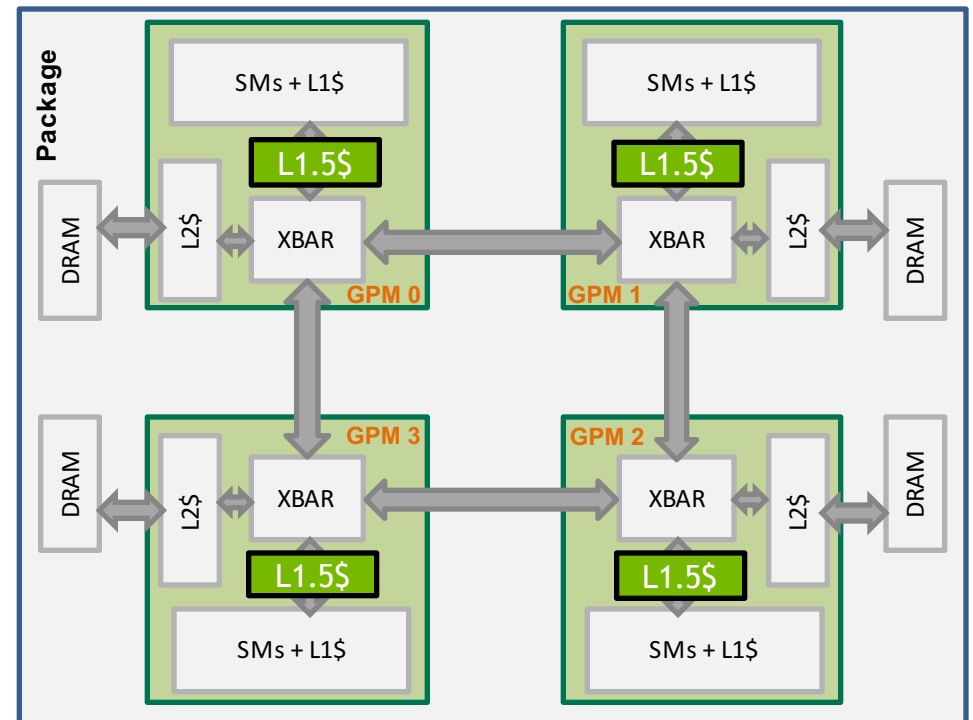 Package
SMs + L1$
L1.5$
DRAM
L2$
XBAR
GPM 0
SMs + L1$
L1.5$
XBAR
L2$
DRAM
GPM 1
DRAM
L2$
GPM 3
XBAR
L1.5$
SMs + L1$
GPM 2
XBAR
L2$
DRAM
L1.5$
SMs + L1$